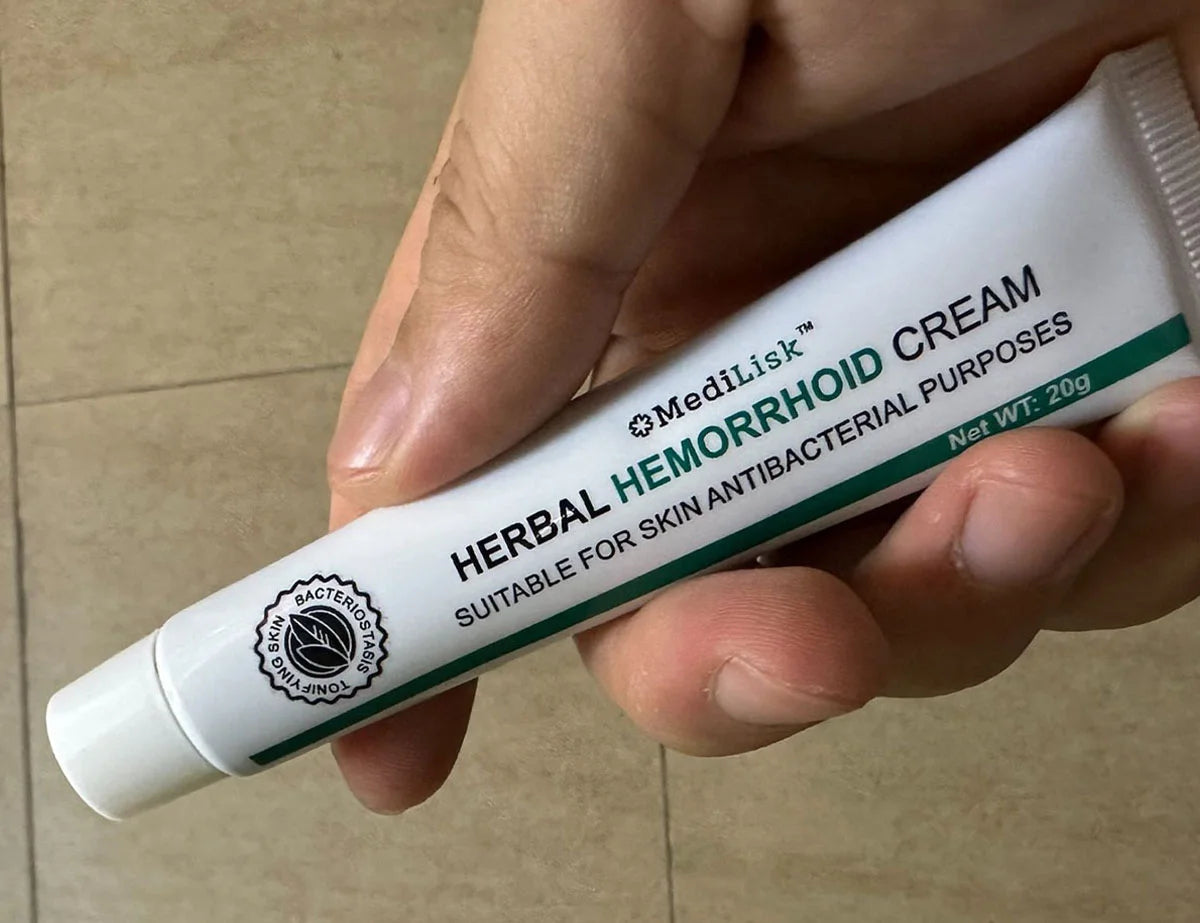 MediLisk™
HERBAL HEMORRHOID CREAM
SUITABLE FOR SKIN ANTIBACTERIAL PURPOSES
Net WT: 20g
BACTERIOSTASIS TONIFYING SKIN